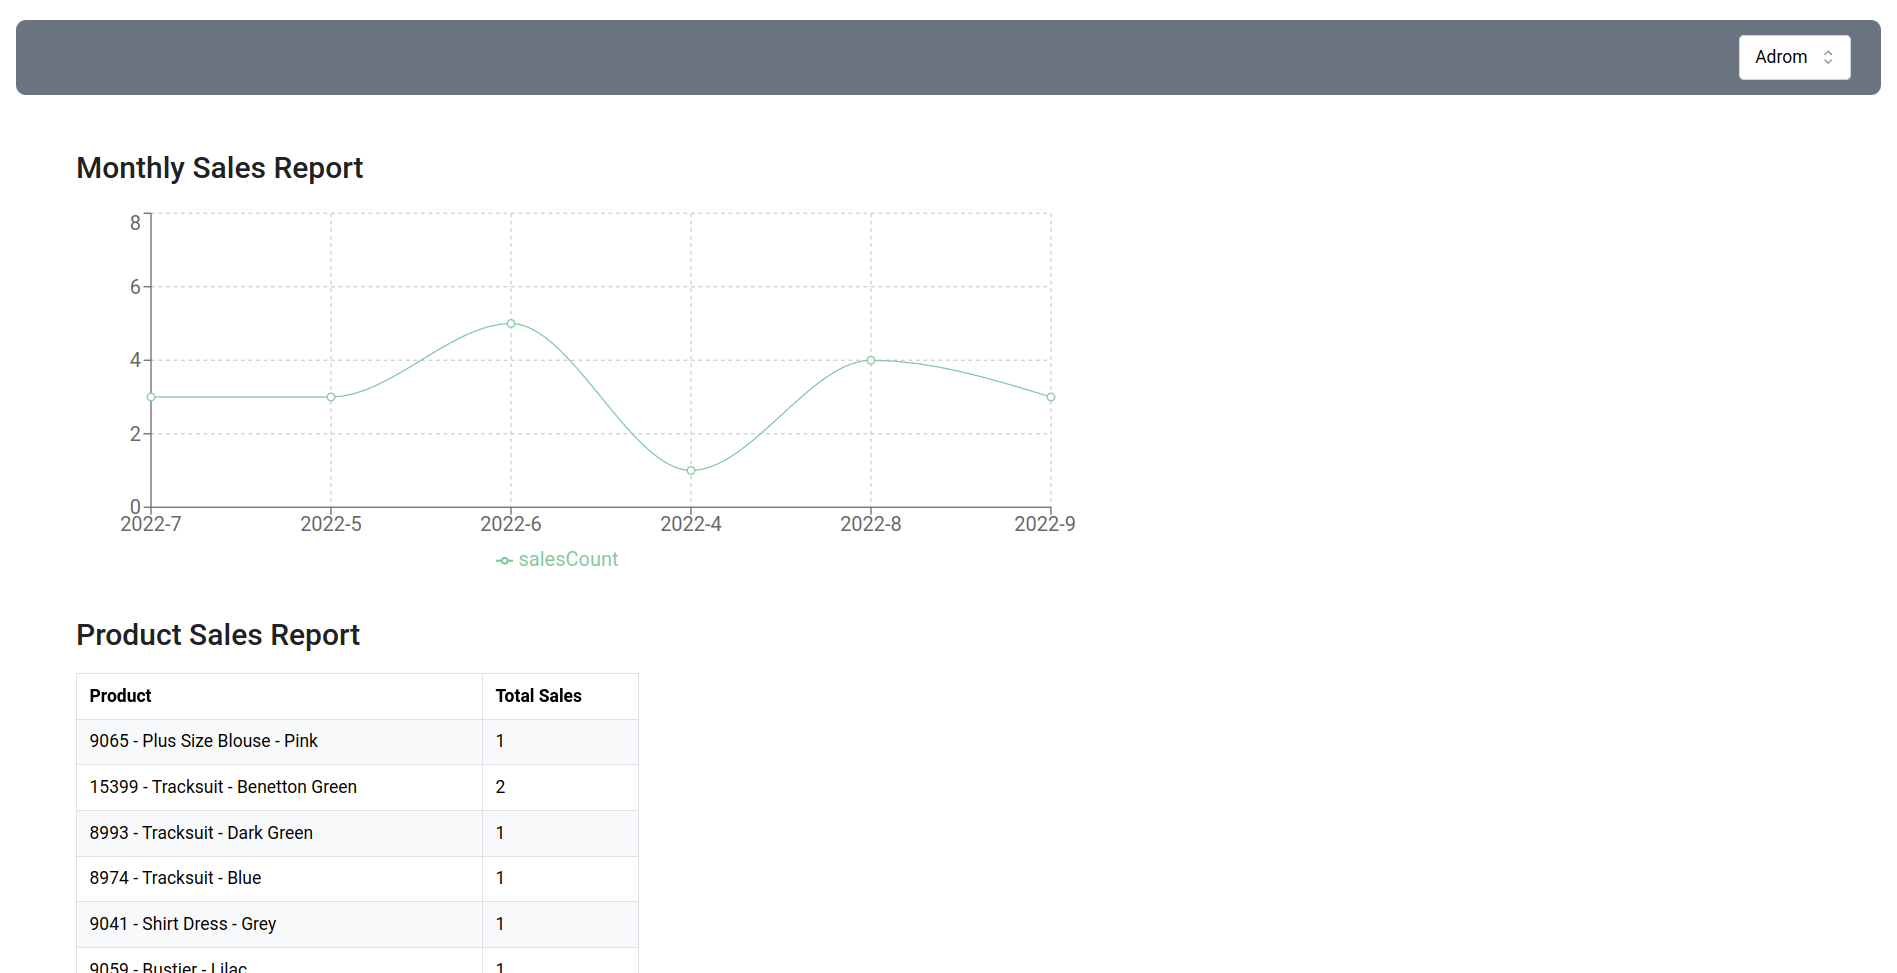 Adrom
Monthly Sales Report
8
6
4
2
0
2022-7 2022-5 2022-6 2022-4 2022-8 2022-9
salesCount
Product Sales Report
Product Total Sales
9065 - Plus Size Blouse - Pink 1
15399 - Tracksuit - Benetton Green 2
8993 - Tracksuit - Dark Green 1
8974 - Tracksuit - Blue 1
9041 - Shirt Dress - Grey 1
9059 - Bustier - Lilac 1